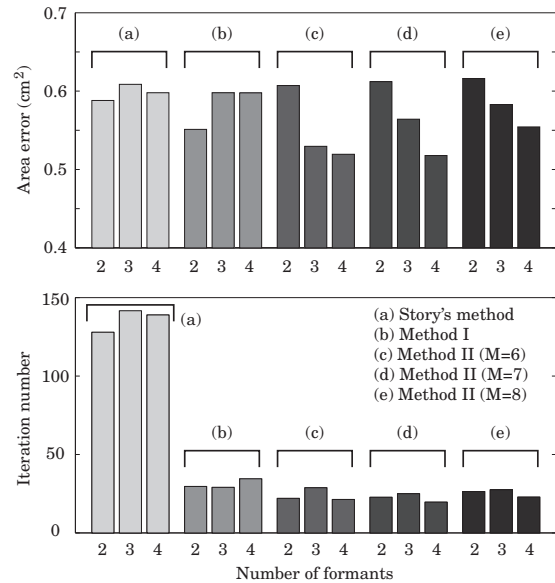 0.7
(a) (b) (c) (d) (e)
0.6
Area error (cm²)
0.5
0.4
2 3 4 2 3 4 2 3 4 2 3 4 2 3 4
150
(a)
(a) Story's method
(b) Method I
(c) Method II (M=6)
(d) Method II (M=7)
(e) Method II (M=8)
100
Iteration number
50
(b) (c) (d) (e)
0
2 3 4 2 3 4 2 3 4 2 3 4 2 3 4
Number of formants